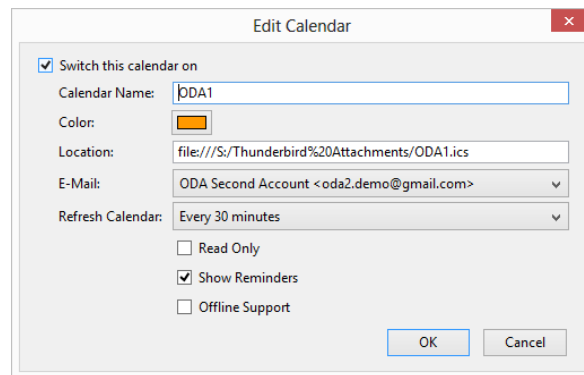 Edit Calendar
Switch this calendar on
Calendar Name: ODA1
Color:
Location: file:///S:/Thunderbird%20Attachments/ODA1.ics
E-Mail: ODA Second Account <oda2.demo@gmail.com>
Refresh Calendar: Every 30 minutes
Read Only
Show Reminders
Offline Support
OK Cancel